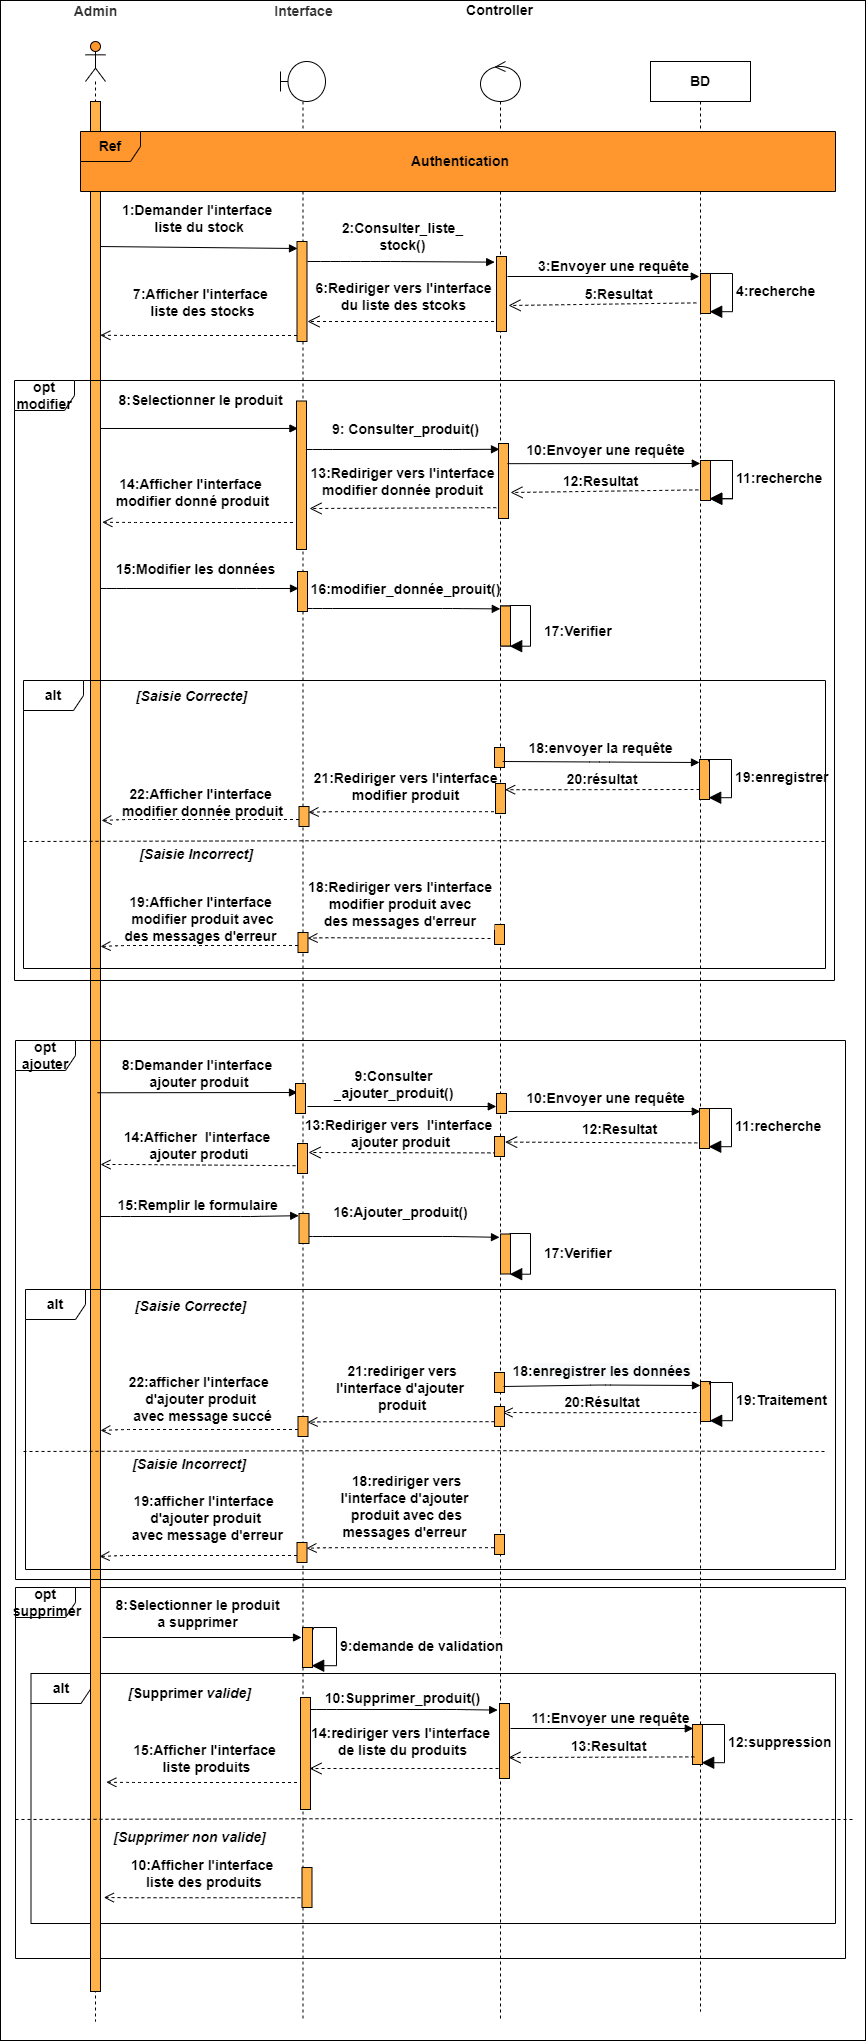 Admin
Interface
Controller
BD
Ref
Authentication
1:Demander l'interface
liste du stock
2:Consulter_liste_
stock()
3:Envoyer une requête
4:recherche
5:Resultat
6:Rediriger vers l'interface
du liste des stcoks
7:Afficher l'interface
liste des stocks
opt
modifier
8:Selectionner le produit
9: Consulter_produit()
10:Envoyer une requête
11:recherche
12:Resultat
13:Rediriger vers l'interface
modifier donnée produit
14:Afficher l'interface
modifier donné produit
15:Modifier les données
16:modifier_donnée_prouit()
17:Verifier
alt
[Saisie Correcte]
18:envoyer la requête
19:enregistrer
20:résultat
21:Rediriger vers l'interface
modifier produit
22:Afficher l'interface
modifier donnée produit
[Saisie Incorrect]
18:Rediriger vers l'interface
modifier produit avec
des messages d'erreur
19:Afficher l'interface
modifier produit avec
des messages d'erreur
opt
ajouter
8:Demander l'interface
ajouter produit
9:Consulter
_ajouter_produit()
10:Envoyer une requête
11:recherche
12:Resultat
13:Rediriger vers  l'interface
ajouter produit
14:Afficher  l'interface
ajouter produti
15:Remplir le formulaire
16:Ajouter_produit()
17:Verifier
alt
[Saisie Correcte]
18:enregistrer les données
19:Traitement
20:Résultat
21:rediriger vers
l'interface d'ajouter
produit
22:afficher l'interface
d'ajouter produit
avec message succé
[Saisie Incorrect]
18:rediriger vers
l'interface d'ajouter
produit avec des
messages d'erreur
19:afficher l'interface
d'ajouter produit
avec message d'erreur
opt
supprimer
8:Selectionner le produit
a supprimer
9:demande de validation
alt
[Supprimer valide]
10:Supprimer_produit()
11:Envoyer une requête
12:suppression
13:Resultat
14:rediriger vers l'interface
de liste du produits
15:Afficher l'interface
liste produits
[Supprimer non valide]
10:Afficher l'interface
liste des produits